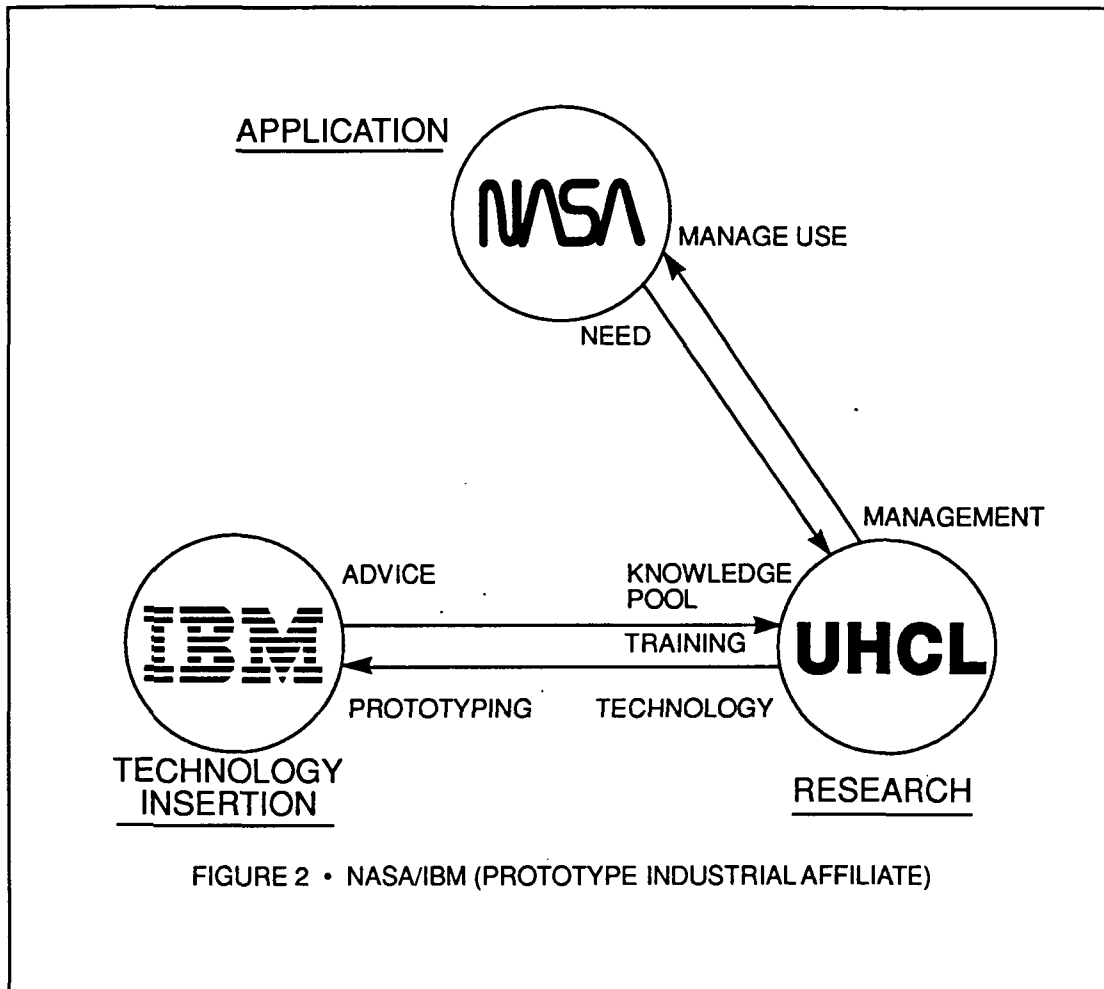 APPLICATION
NASA
MANAGE USE
NEED
MANAGEMENT
ADVICE
KNOWLEDGE
POOL
IBM
TRAINING
UHCL
PROTOTYPING
TECHNOLOGY
TECHNOLOGY
INSERTION
RESEARCH
FIGURE 2 • NASA/IBM (PROTOTYPE INDUSTRIAL AFFILIATE)